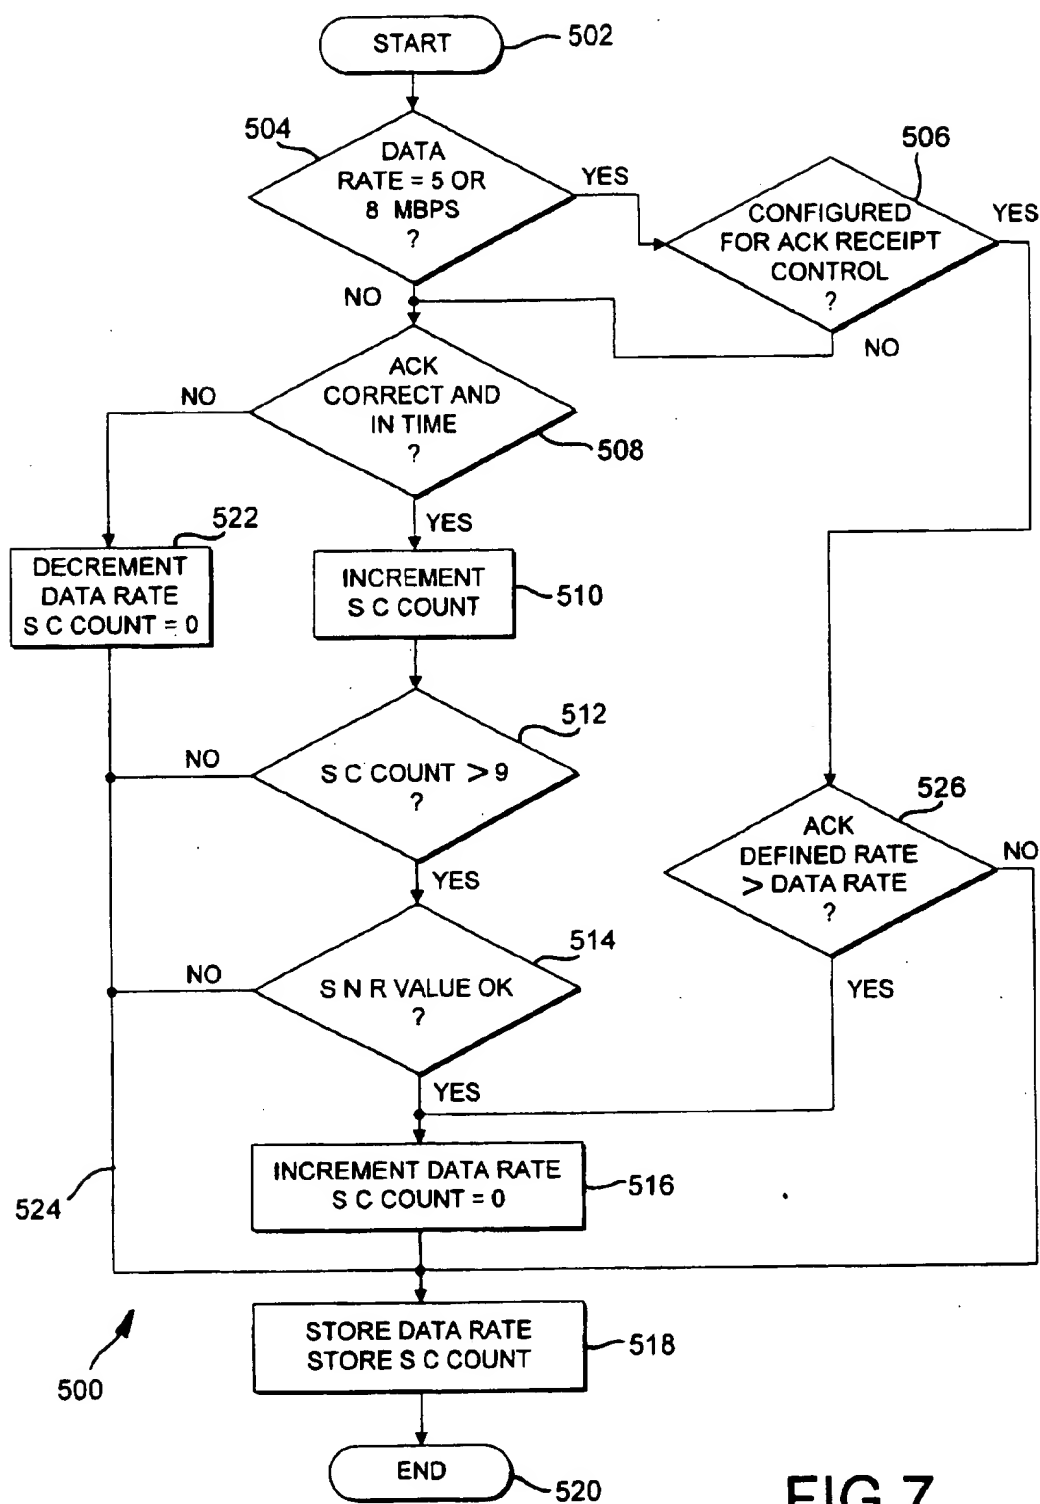 START
502
504
DATA
RATE = 5 OR
8 MBPS
?
YES
506
CONFIGURED
FOR ACK RECEIPT
CONTROL
?
YES
NO
NO
ACK
CORRECT AND
IN TIME
?
NO
508
YES
522
DECREMENT
DATA RATE
S C COUNT = 0
INCREMENT
S C COUNT
510
512
S C COUNT > 9
?
NO
YES
526
ACK
DEFINED RATE
> DATA RATE
?
NO
YES
514
S N R VALUE OK
?
NO
YES
INCREMENT DATA RATE
S C COUNT = 0
516
524
STORE DATA RATE
STORE S C COUNT
518
500
END
520
FIG 7